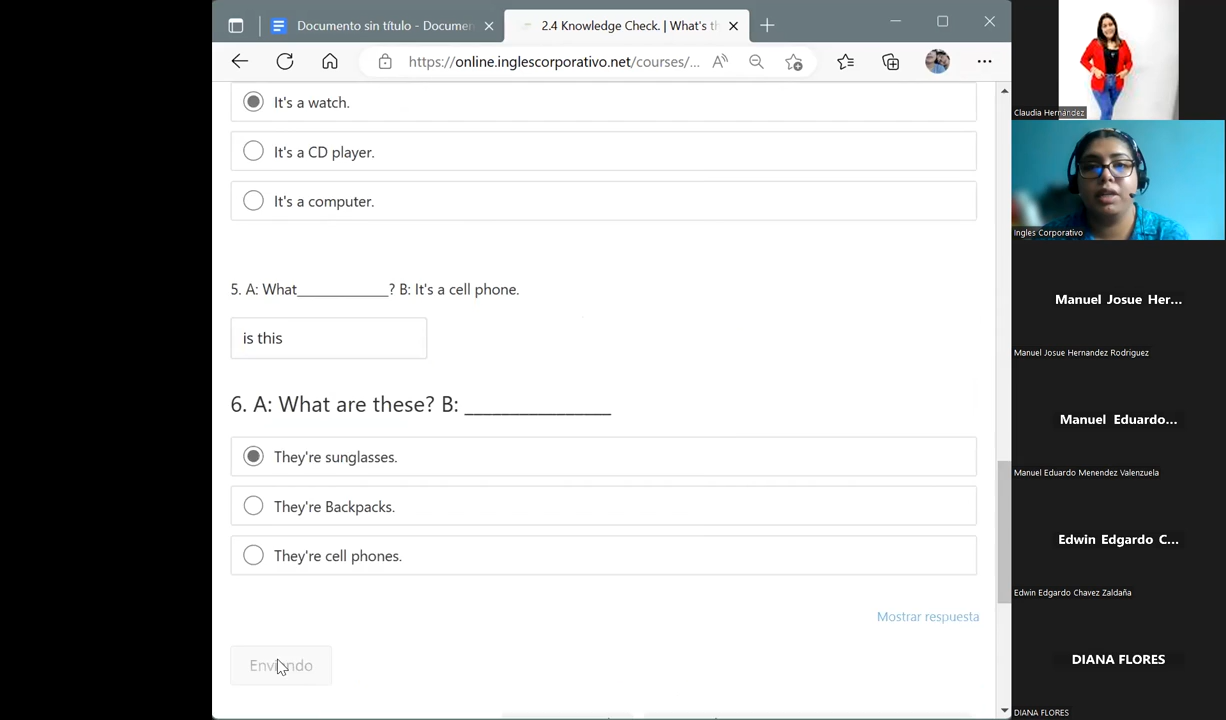 Documento sin título - Documen
2.4 Knowledge Check. | What's th
https://online.inglescorporativo.net/courses/...
It's a watch.
It's a CD player.
It's a computer.
5. A: What____________? B: It's a cell phone.
is this
6. A: What are these? B: ________________
They're sunglasses.
They're Backpacks.
They're cell phones.
Mostrar respuesta
Enviando
Claudia Hernández
Ingles Corporativo
Manuel Josue Her...
Manuel Josue Hernandez Rodriguez
Manuel Eduardo...
Manuel Eduardo Menendez Valenzuela
Edwin Edgardo C...
Edwin Edgardo Chavez Zaldaña
DIANA FLORES
DIANA FLORES